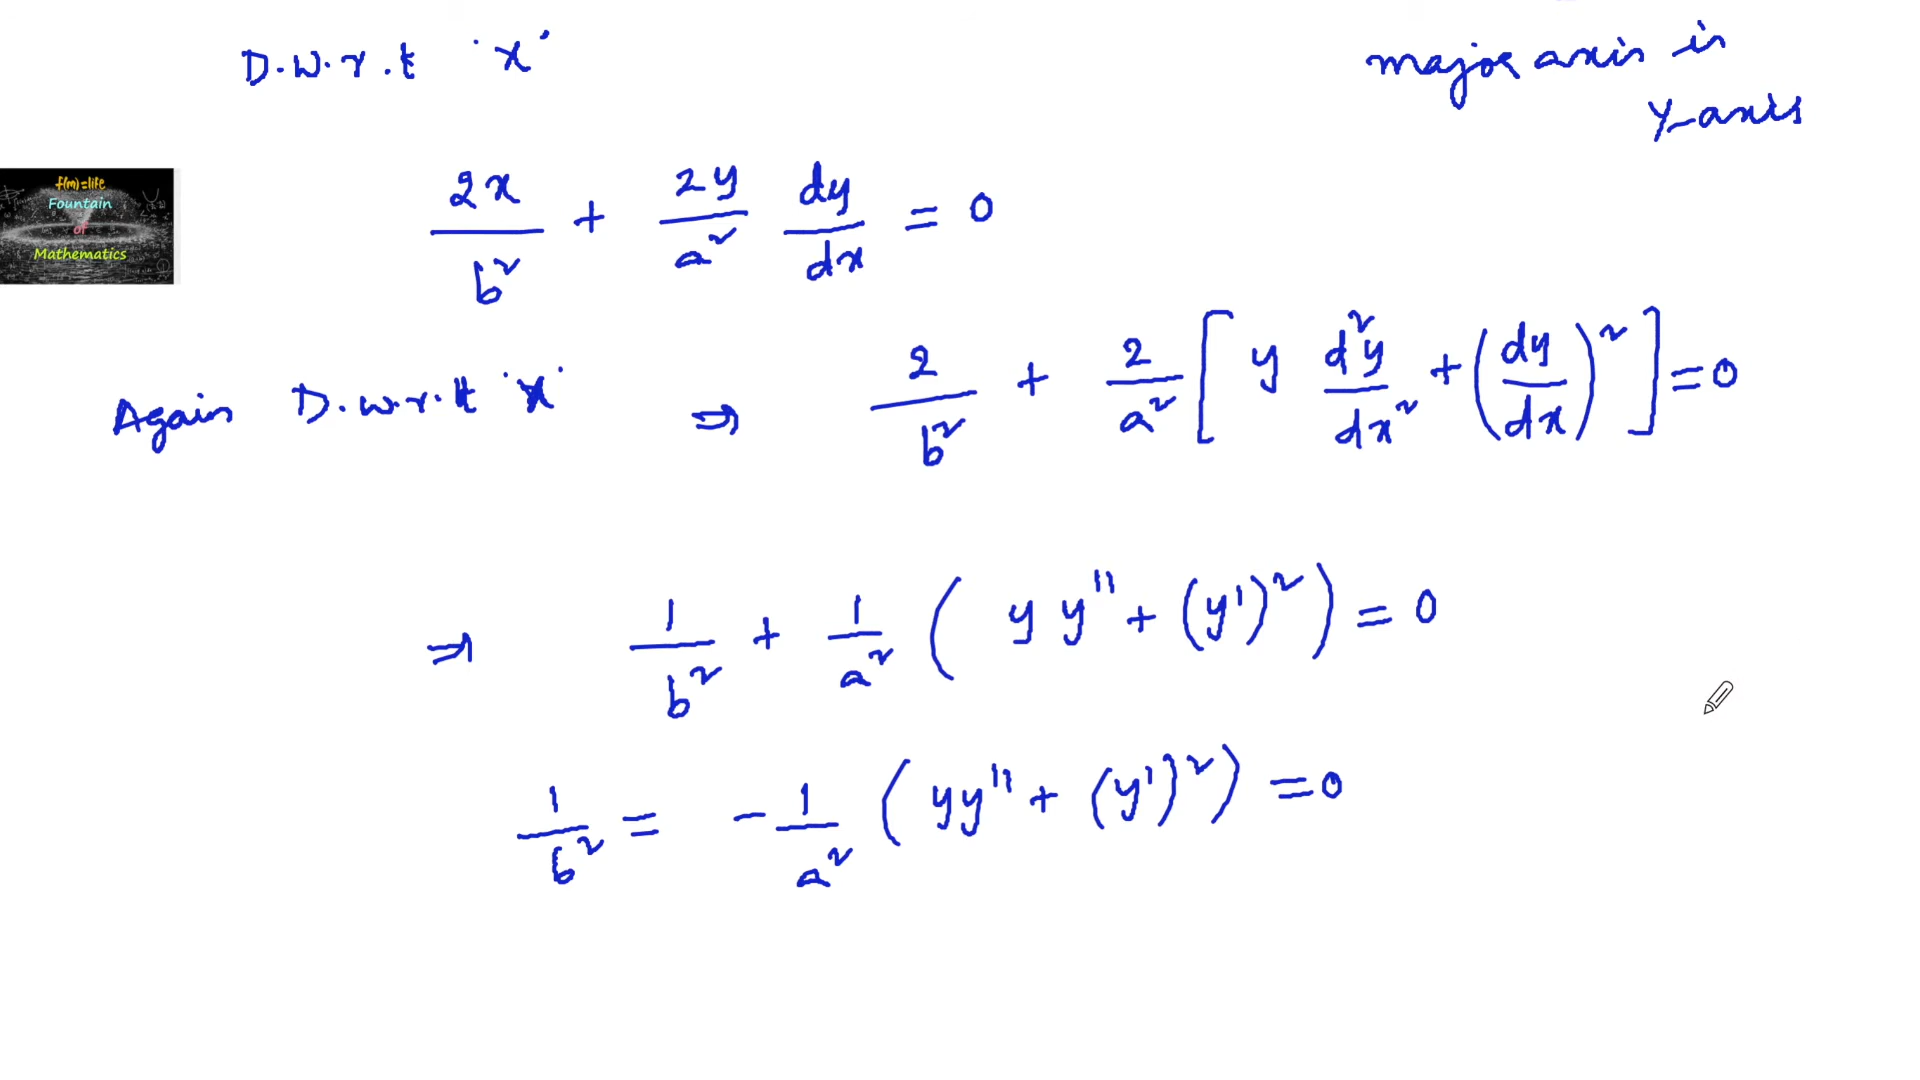 D.w.r.t 'x'
major axis is
Y-axis
f(m)=life
Fountain
of
Mathematics
2x/b² + 2y/a² dy/dx = 0
Again D.w.r.t 'x' ⇒ 2/b² + 2/a² [ y d²y/dx² + (dy/dx)² ] = 0
⇒ 1/b² + 1/a² ( y y'' + (y')² ) = 0
1/b² = -1/a² ( yy'' + (y')² ) = 0